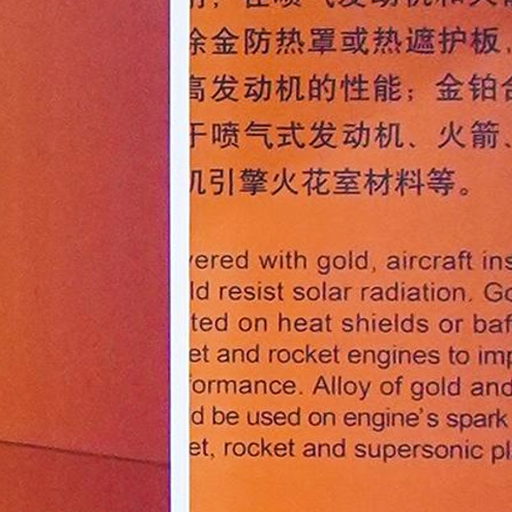 在喷气发动机和火
涂金防热罩或热遮护板,
高发动机的性能；金铂合
于喷气式发动机、火箭、
机引擎火花室材料等。
vered with gold, aircraft ins
ld resist solar radiation. Go
ted on heat shields or baf
et and rocket engines to imp
formance. Alloy of gold and
d be used on engine's spark
et, rocket and supersonic pl